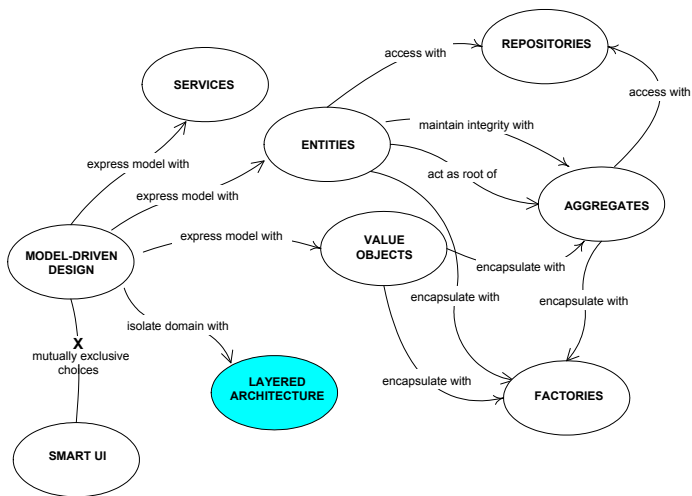 REPOSITORIES
access with
SERVICES
access with
maintain integrity with
ENTITIES
express model with
act as root of
express model with
AGGREGATES
express model with
VALUE
OBJECTS
MODEL-DRIVEN
DESIGN
encapsulate with
encapsulate with
encapsulate with
isolate domain with
X
mutually exclusive
choices
LAYERED
ARCHITECTURE
encapsulate with
FACTORIES
SMART UI